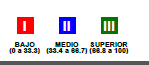 I II III
BAJO MEDIO SUPERIOR
(0 a 33.3) (33.4 a 66.7) (66.8 a 100)